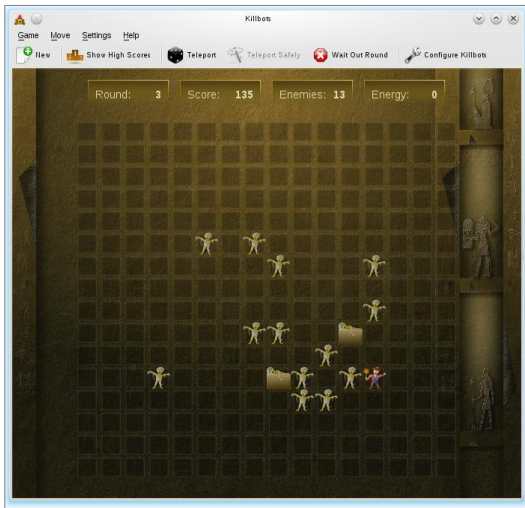 Killbots
Game Move Settings Help
New Show High Scores Teleport Teleport Safely Wait Out Round Configure Killbots
Round: 3 Score: 135 Enemies: 13 Energy: 0